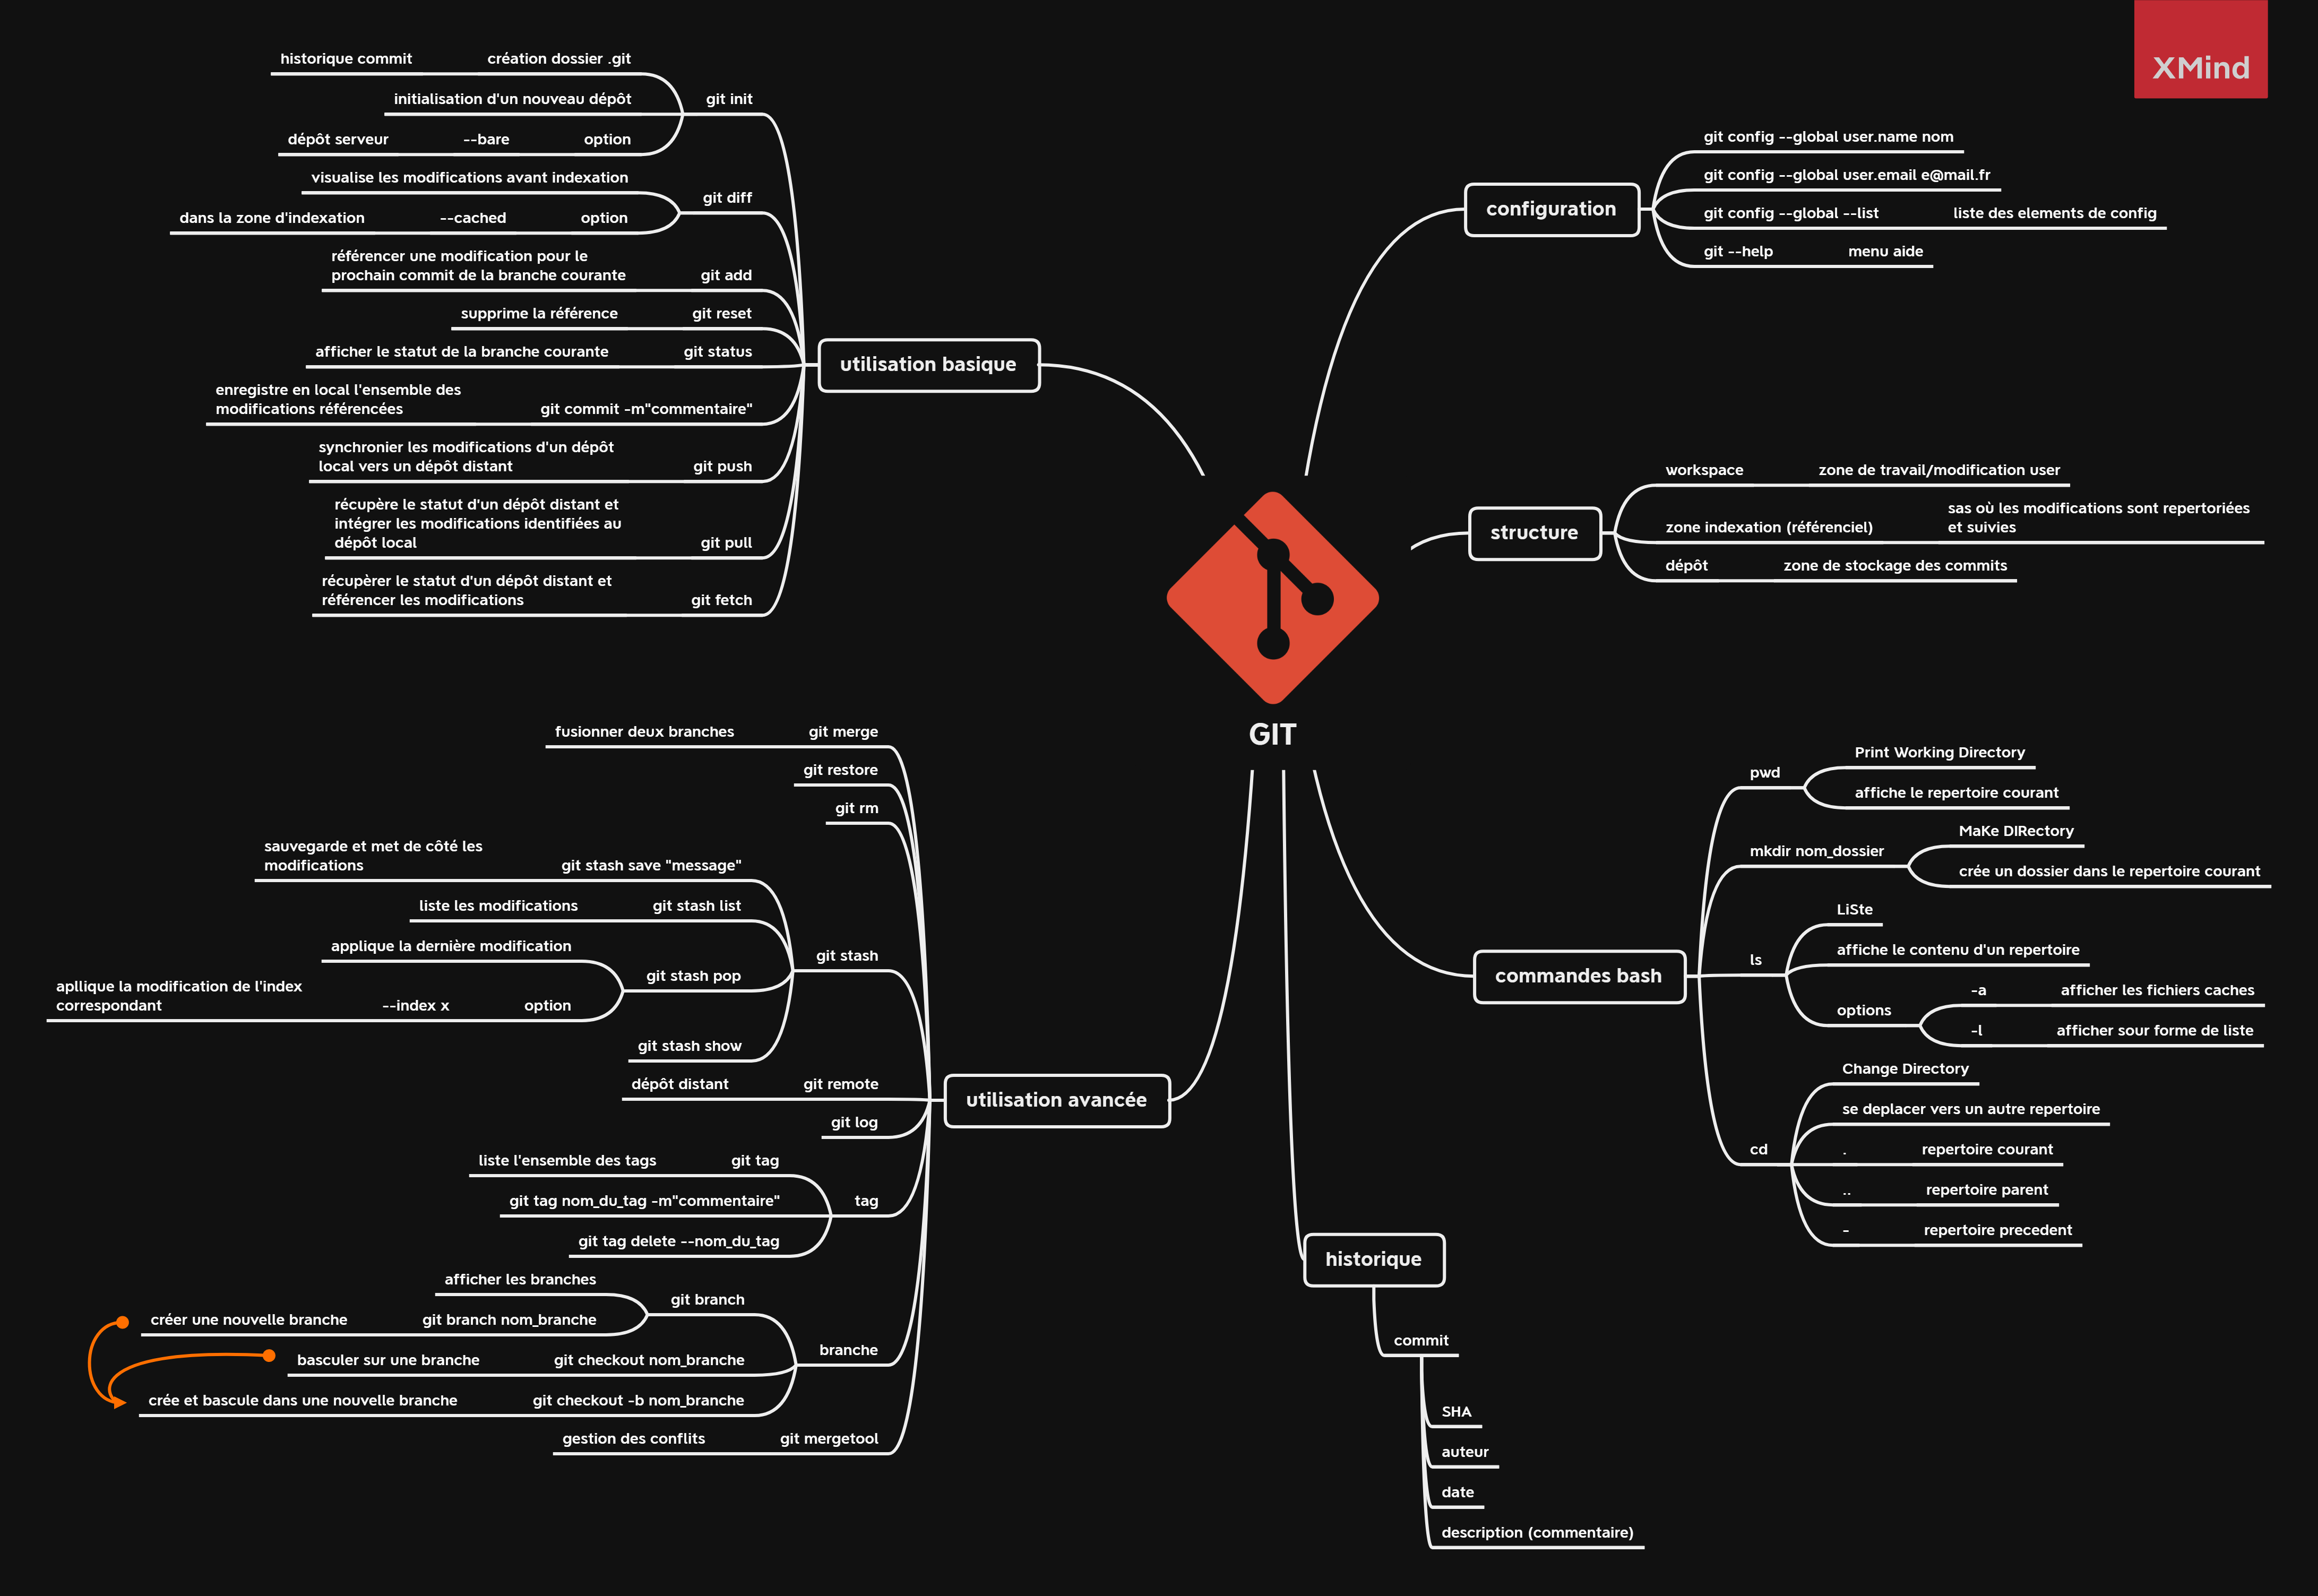 XMind
GIT
configuration
git config --global user.name nom
git config --global user.email e@mail.fr
git config --global --list
liste des elements de config
git --help
menu aide
structure
workspace
zone de travail/modification user
zone indexation (référenciel)
sas où les modifications sont repertoriées
et suivies
dépôt
zone de stockage des commits
commandes bash
pwd
Print Working Directory
affiche le repertoire courant
mkdir nom_dossier
MaKe DIRectory
crée un dossier dans le repertoire courant
ls
LiSte
affiche le contenu d'un repertoire
options
-a
afficher les fichiers caches
-l
afficher sour forme de liste
cd
Change Directory
se deplacer vers un autre repertoire
.
repertoire courant
..
repertoire parent
-
repertoire precedent
historique
commit
SHA
auteur
date
description (commentaire)
utilisation basique
git init
création dossier .git
historique commit
initialisation d'un nouveau dépôt
option
--bare
dépôt serveur
git diff
visualise les modifications avant indexation
option
--cached
dans la zone d'indexation
git add
référencer une modification pour le
prochain commit de la branche courante
git reset
supprime la référence
git status
afficher le statut de la branche courante
git commit -m"commentaire"
enregistre en local l'ensemble des
modifications référencées
git push
synchronier les modifications d'un dépôt
local vers un dépôt distant
git pull
récupère le statut d'un dépôt distant et
intégrer les modifications identifiées au
dépôt local
git fetch
récupèrer le statut d'un dépôt distant et
référencer les modifications
utilisation avancée
git merge
fusionner deux branches
git restore
git rm
git stash
git stash save "message"
sauvegarde et met de côté les
modifications
git stash list
liste les modifications
git stash pop
applique la dernière modification
option
--index x
apllique la modification de l'index
correspondant
git stash show
git remote
dépôt distant
git log
tag
git tag
liste l'ensemble des tags
git tag nom_du_tag -m"commentaire"
git tag delete --nom_du_tag
branche
git branch
afficher les branches
git branch nom_branche
créer une nouvelle branche
git checkout nom_branche
basculer sur une branche
git checkout -b nom_branche
crée et bascule dans une nouvelle branche
git mergetool
gestion des conflits